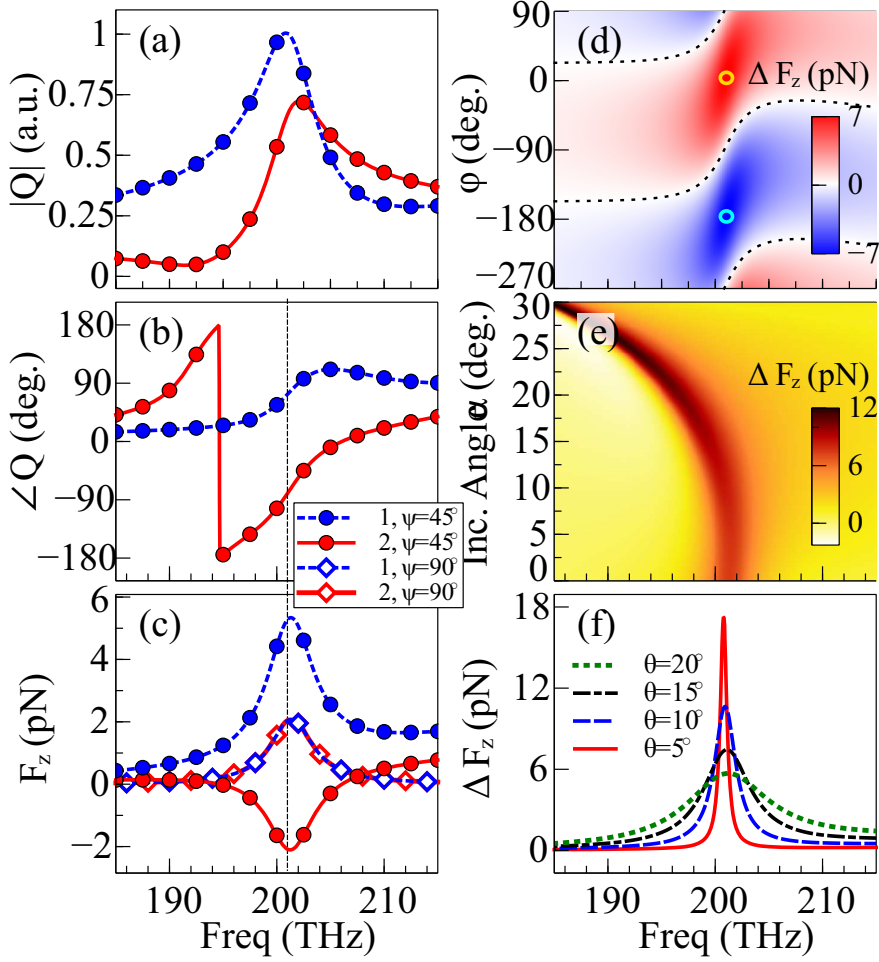 (a)
|Q| (a.u.)
1
0.75
0.5
0.25
0
(b)
∠Q (deg.)
180
90
0
−90
−180
1, ψ=45°
2, ψ=45°
1, ψ=90°
2, ψ=90°
(c)
F_z (pN)
6
4
2
0
−2
190 200 210
Freq (THz)
(d)
φ (deg.)
90
0
−90
−180
−270
Δ F_z (pN)
7
0
−7
(e)
Inc. Angle α (deg.)
30
25
20
15
10
5
0
Δ F_z (pN)
12
6
0
(f)
Δ F_z (pN)
18
12
6
0
θ=20°
θ=15°
θ=10°
θ=5°
190 200 210
Freq (THz)